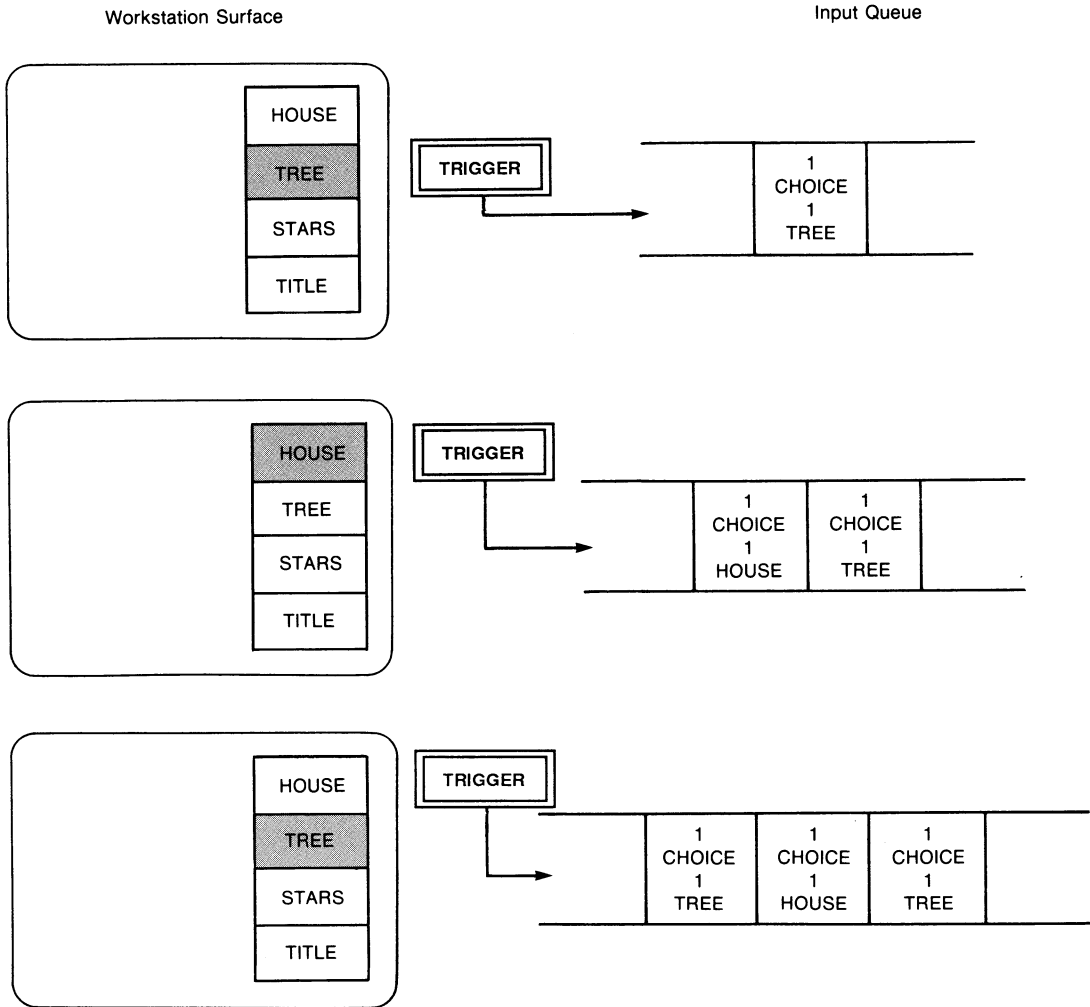 Workstation Surface
Input Queue
HOUSE
TREE
STARS
TITLE
TRIGGER
1
CHOICE
1
TREE
HOUSE
TREE
STARS
TITLE
TRIGGER
1
CHOICE
1
HOUSE
1
CHOICE
1
TREE
HOUSE
TREE
STARS
TITLE
TRIGGER
1
CHOICE
1
TREE
1
CHOICE
1
HOUSE
1
CHOICE
1
TREE